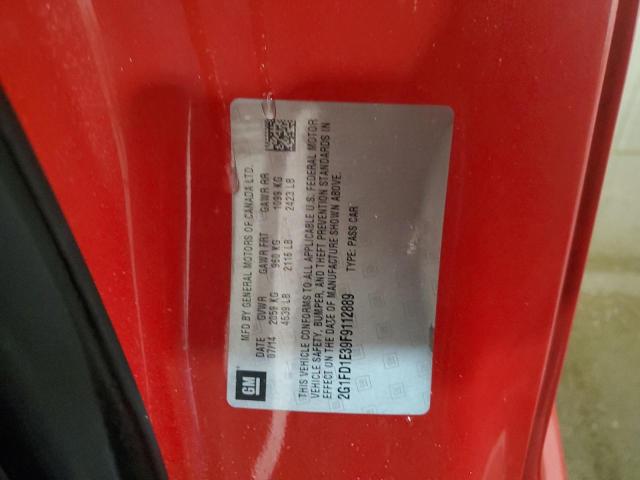 GM
MFD BY GENERAL MOTORS OF CANADA LTD.
DATE GVWR GAWR FRT GAWR RR
07/14 2059 KG 960 KG 1099 KG
4539 LB 2116 LB 2423 LB
THIS VEHICLE CONFORMS TO ALL APPLICABLE U.S. FEDERAL MOTOR
VEHICLE SAFETY, BUMPER, AND THEFT PREVENTION STANDARDS IN
EFFECT ON THE DATE OF MANUFACTURE SHOWN ABOVE.
2G1FD1E39F9112889 TYPE: PASS CAR